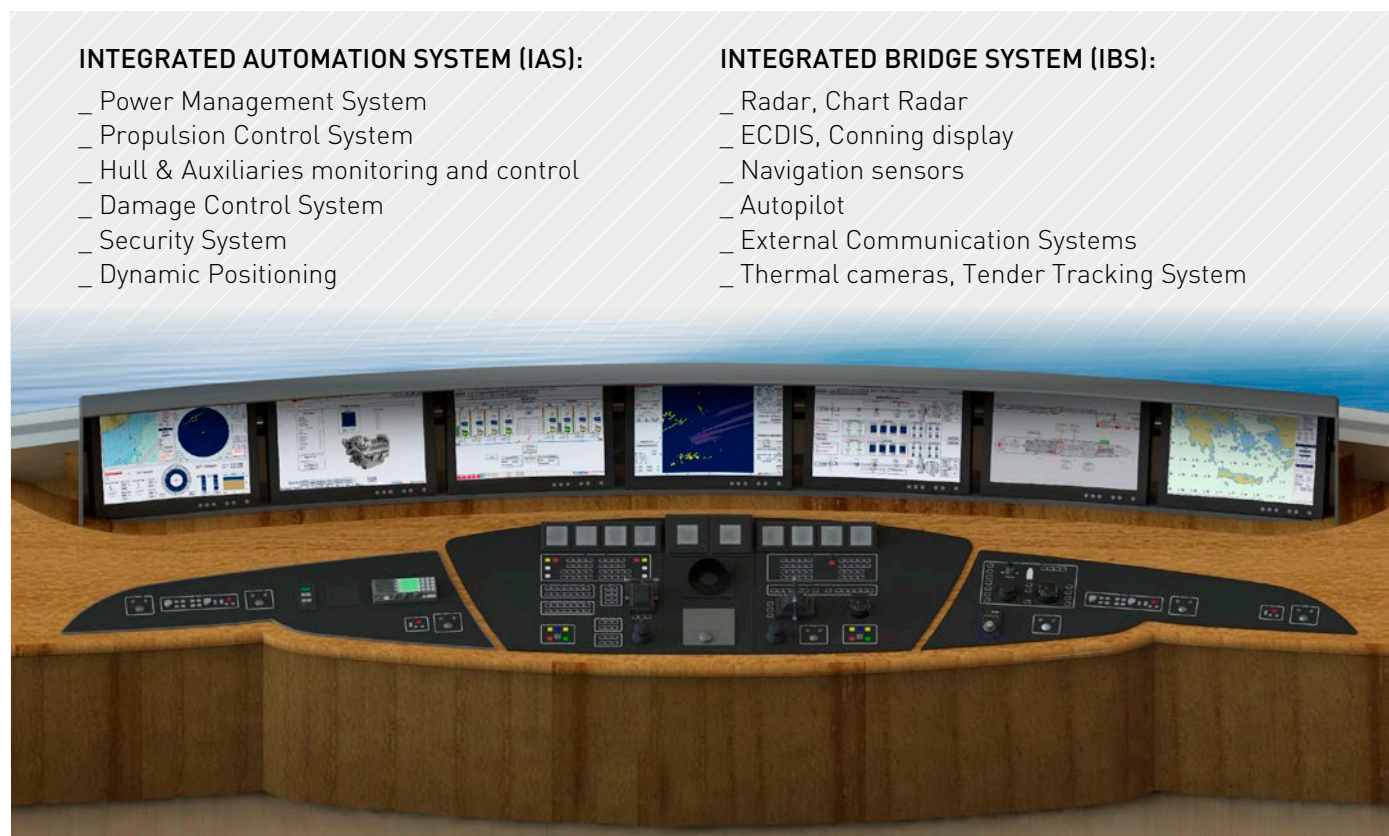 INTEGRATED AUTOMATION SYSTEM (IAS):
_ Power Management System
_ Propulsion Control System
_ Hull & Auxiliaries monitoring and control
_ Damage Control System
_ Security System
_ Dynamic Positioning
INTEGRATED BRIDGE SYSTEM (IBS):
_ Radar, Chart Radar
_ ECDIS, Conning display
_ Navigation sensors
_ Autopilot
_ External Communication Systems
_ Thermal cameras, Tender Tracking System